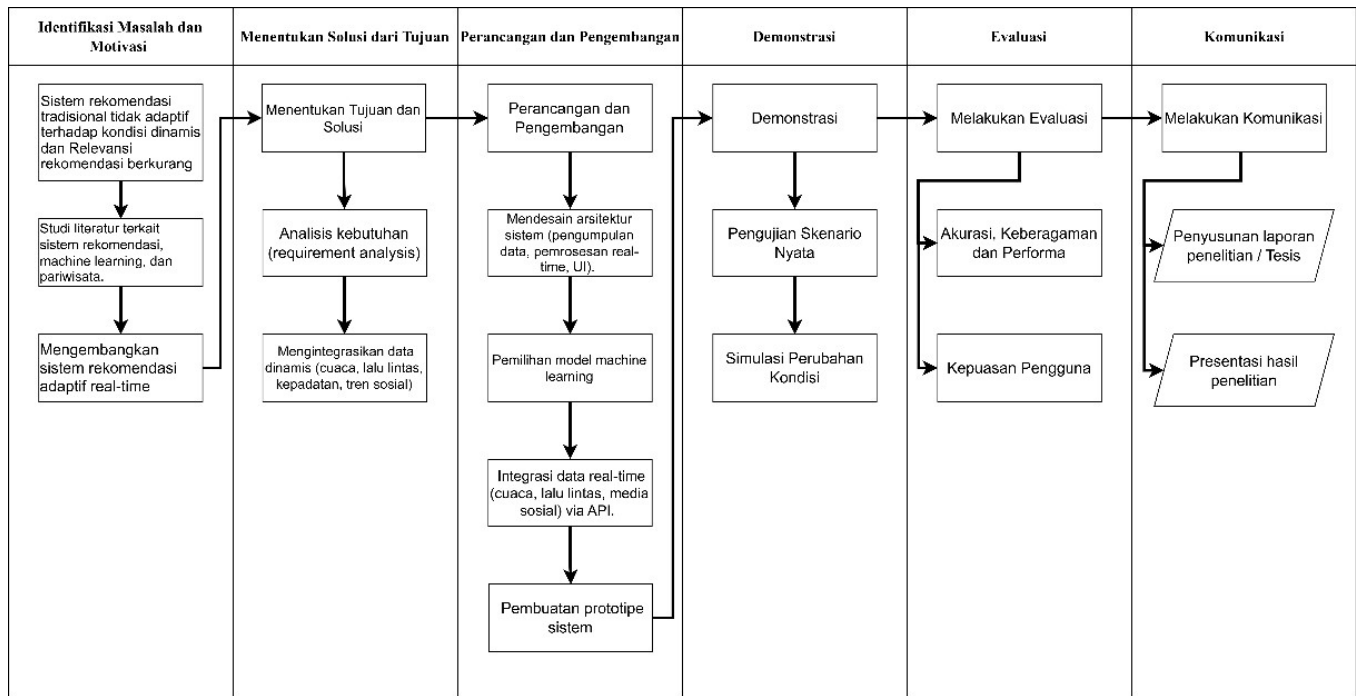 Identifikasi Masalah dan
Motivasi
Menentukan Solusi dari Tujuan
Perancangan dan Pengembangan
Demonstrasi
Evaluasi
Komunikasi
Sistem rekomendasi
tradisional tidak adaptif
terhadap kondisi dinamis
dan Relevansi
rekomendasi berkurang
Studi literatur terkait
sistem rekomendasi,
machine learning, dan
pariwisata.
Mengembangkan
sistem rekomendasi
adaptif real-time
Menentukan Tujuan dan
Solusi
Analisis kebutuhan
(requirement analysis)
Mengintegrasikan data
dinamis (cuaca, lalu lintas,
kepadatan, tren sosial)
Perancangan dan
Pengembangan
Mendesain arsitektur
sistem (pengumpulan
data, pemrosesan real-
time, UI).
Pemilihan model machine
learning
Integrasi data real-time
(cuaca, lalu lintas, media
sosial) via API.
Pembuatan prototipe
sistem
Demonstrasi
Pengujian Skenario
Nyata
Simulasi Perubahan
Kondisi
Melakukan Evaluasi
Akurasi, Keberagaman
dan Performa
Kepuasan Pengguna
Melakukan Komunikasi
Penyusunan laporan
penelitian / Tesis
Presentasi hasil
penelitian